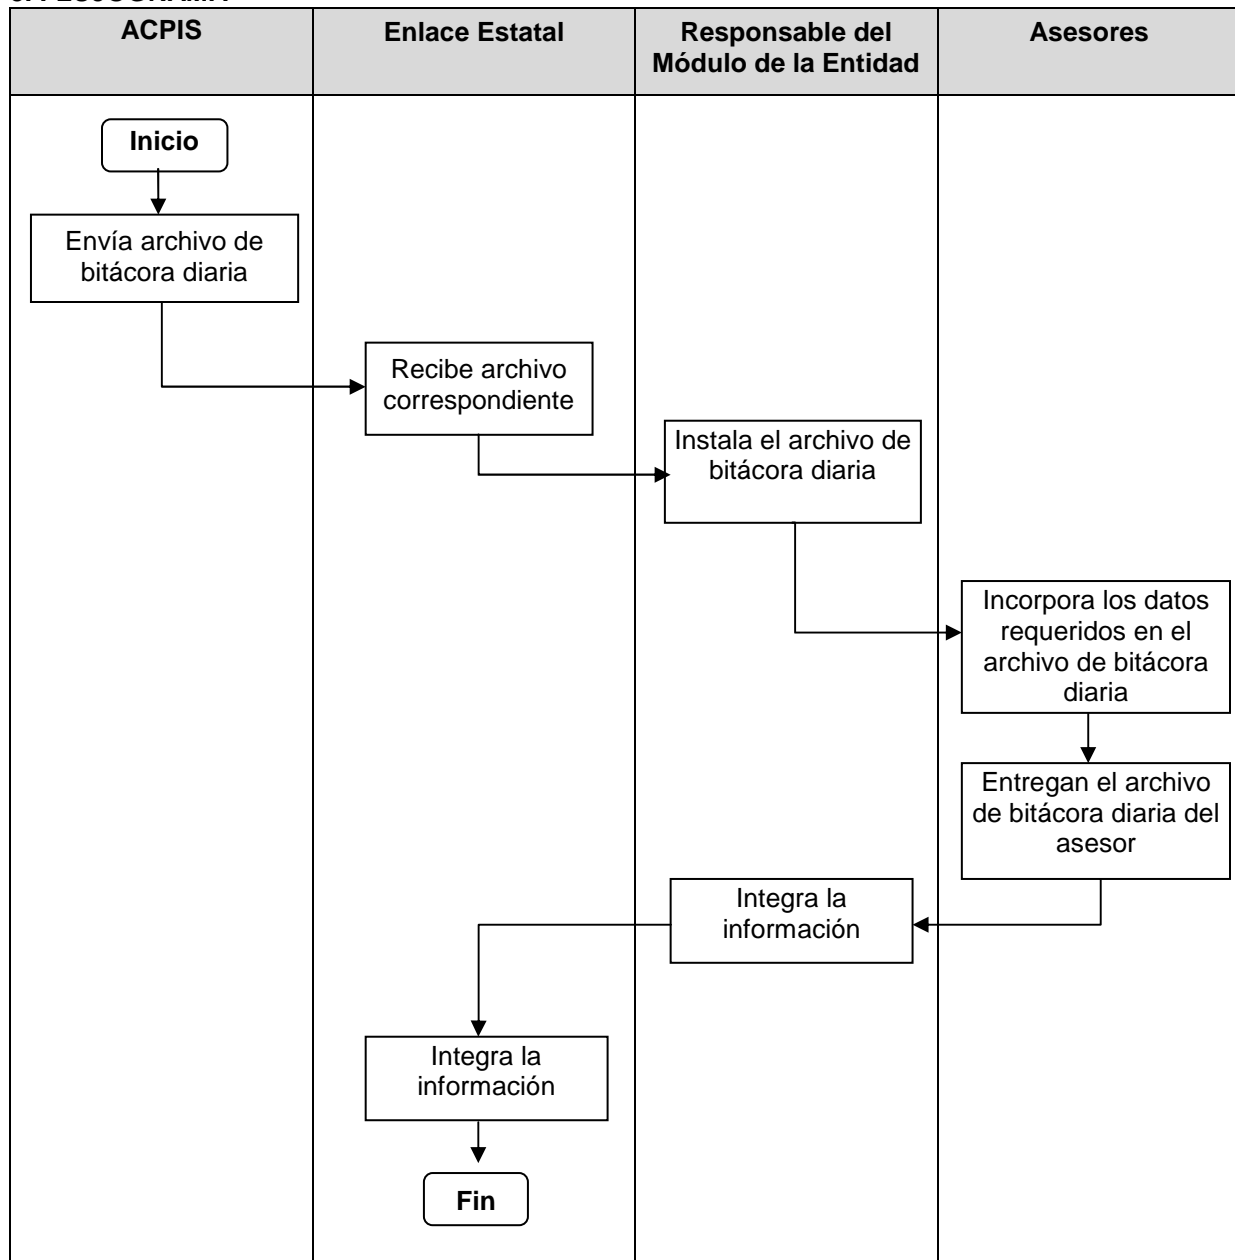 ACPIS
Enlace Estatal
Responsable del
Módulo de la Entidad
Asesores
Inicio
Envía archivo de
bitácora diaria
Recibe archivo
correspondiente
Instala el archivo de
bitácora diaria
Incorpora los datos
requeridos en el
archivo de bitácora
diaria
Entregan el archivo
de bitácora diaria del
asesor
Integra la
información
Integra la
información
Fin